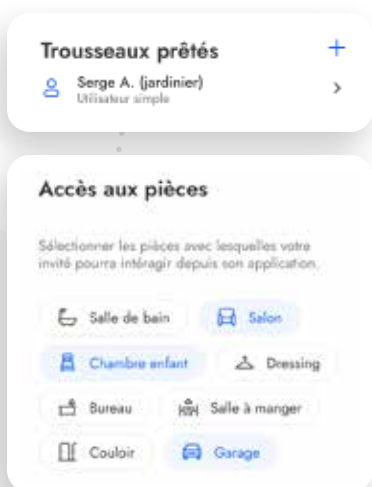 Trousseaux prêtés
+
Serge A. (jardinier)
Utilisateur simple
Accès aux pièces
Sélectionner les pièces avec lesquelles votre
invité pourra intéragir depuis son application.
Salle de bain Salon
Chambre enfant Dressing
Bureau Salle à manger
Couloir Garage